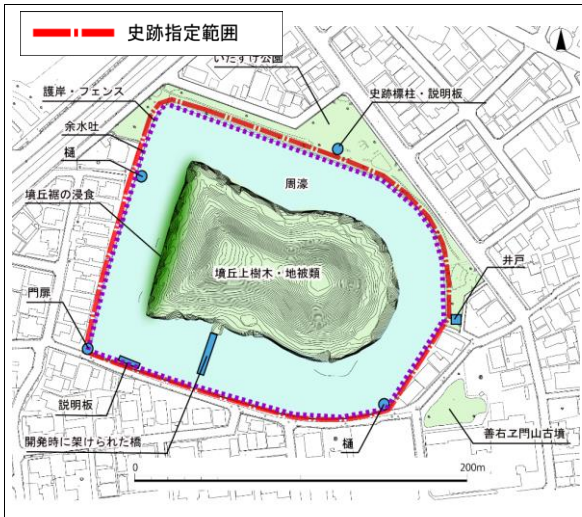 史跡指定範囲
いたすけ公園
護岸・フェンス
史跡標柱・説明板
余水吐
樋
周濠
墳丘裾の浸食
墳丘上樹木・地被類
井戸
門扉
説明板
開発時に架けられた橋
樋
善右ヱ門山古墳
0
200m